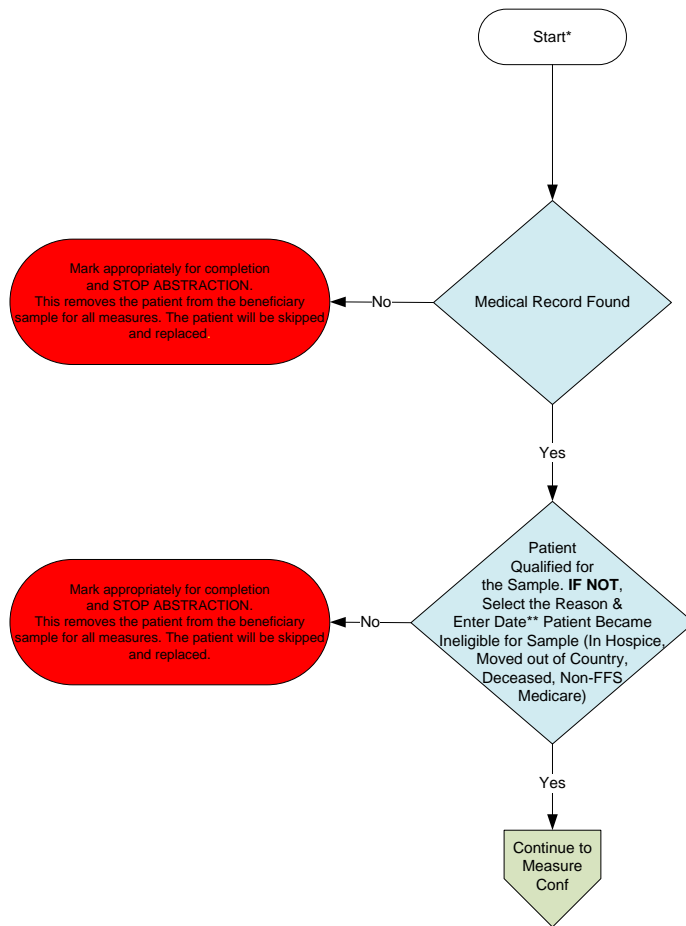 Start*
Medical Record Found
No
Mark appropriately for completion
and STOP ABSTRACTION.
This removes the patient from the beneficiary
sample for all measures. The patient will be skipped
and replaced.
Yes
Patient
Qualified for
the Sample. IF NOT,
Select the Reason &
Enter Date** Patient Became
Ineligible for Sample (In Hospice,
Moved out of Country,
Deceased, Non-FFS
Medicare)
No
Mark appropriately for completion
and STOP ABSTRACTION.
This removes the patient from the beneficiary
sample for all measures. The patient will be skipped
and replaced.
Yes
Continue to
Measure
Conf